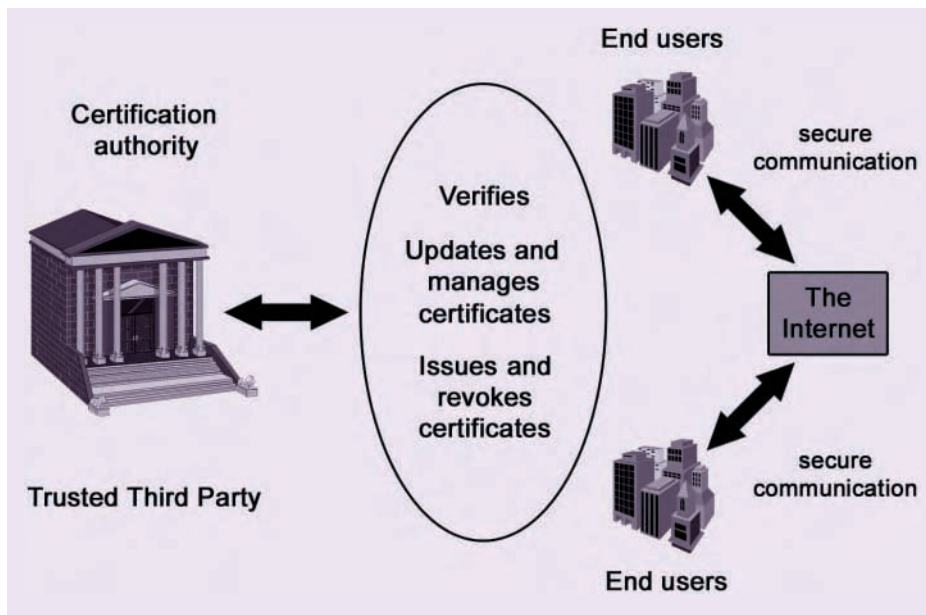 Certification
authority
Trusted Third Party
Verifies
Updates and
manages
certificates
Issues and
revokes
certificates
End users
secure
communication
The
Internet
secure
communication
End users